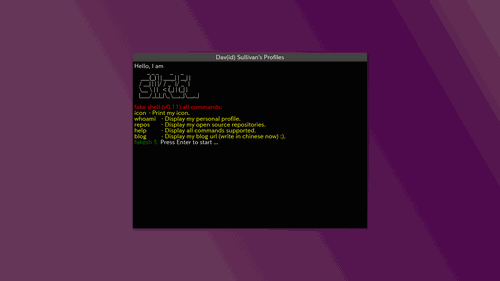 Dav(id) Sullivan's Profiles
Hello, I am
fake shell (v0.1.1) all commands:
icon - Print my icon.
whoami - Display my personal profile.
repos - Display my open source repositories.
help - Display all commands supported.
blog - Display my blog url (write in chinese now) :).
fakesh $ Press Enter to start ...